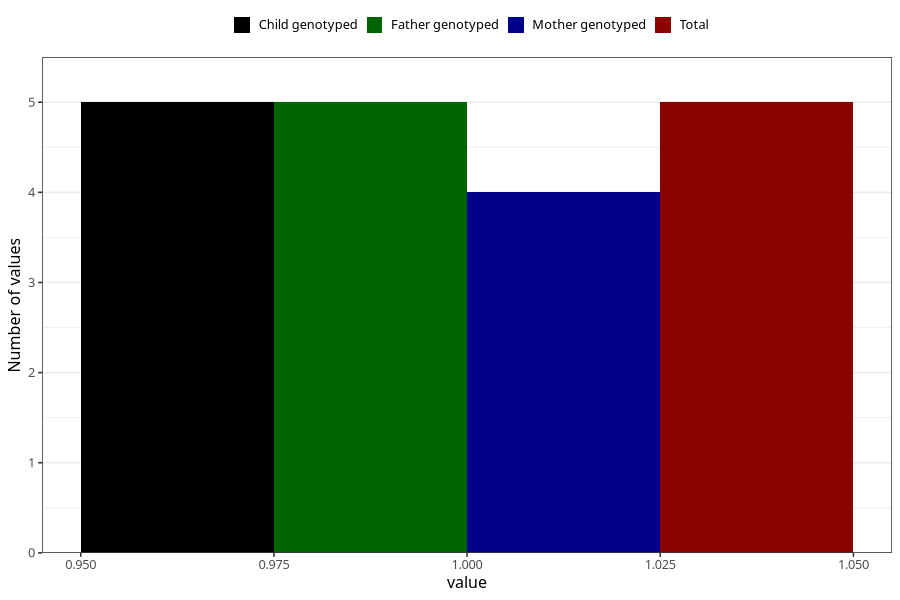 Child genotyped Father genotyped Mother genotyped Total
Number of values
5
4
3
2
1
0
0.950 0.975 1.000 1.025 1.050
value